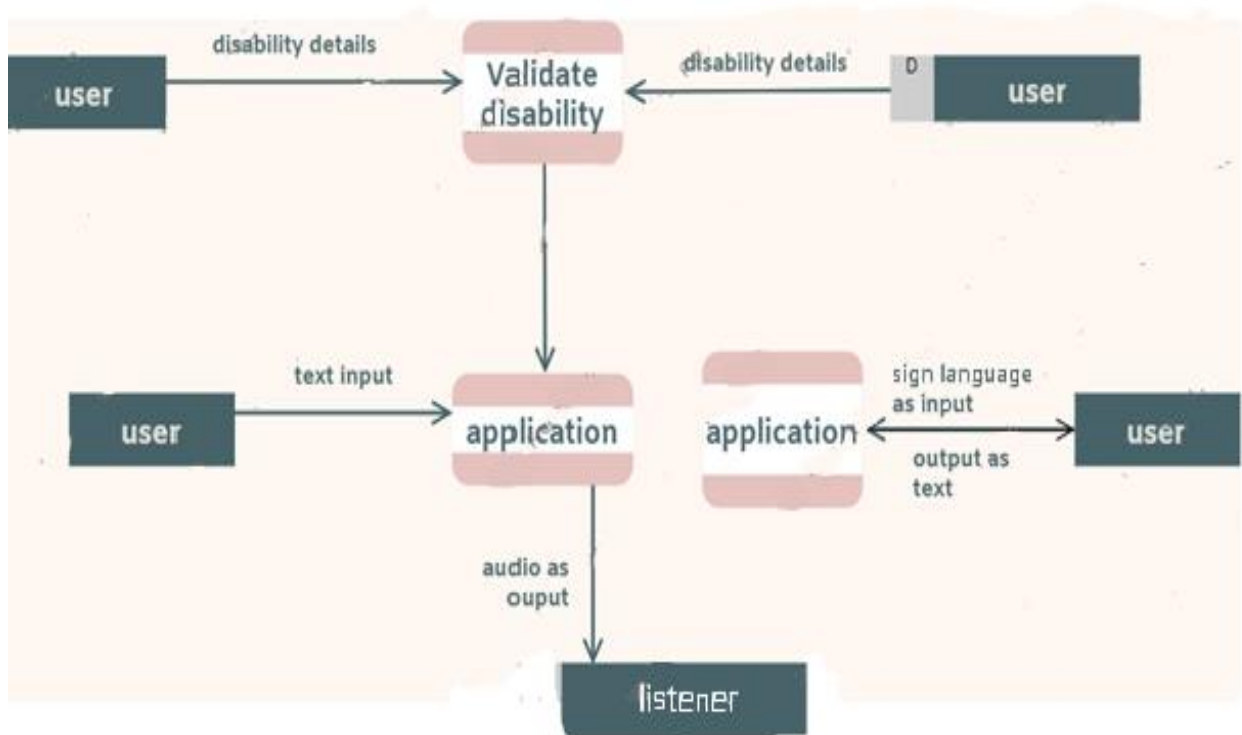 disability details
Validate
disability
disability details
D
user
user
text input
application
user
application
sign language
as input
output as
text
user
audio as
ouput
listener